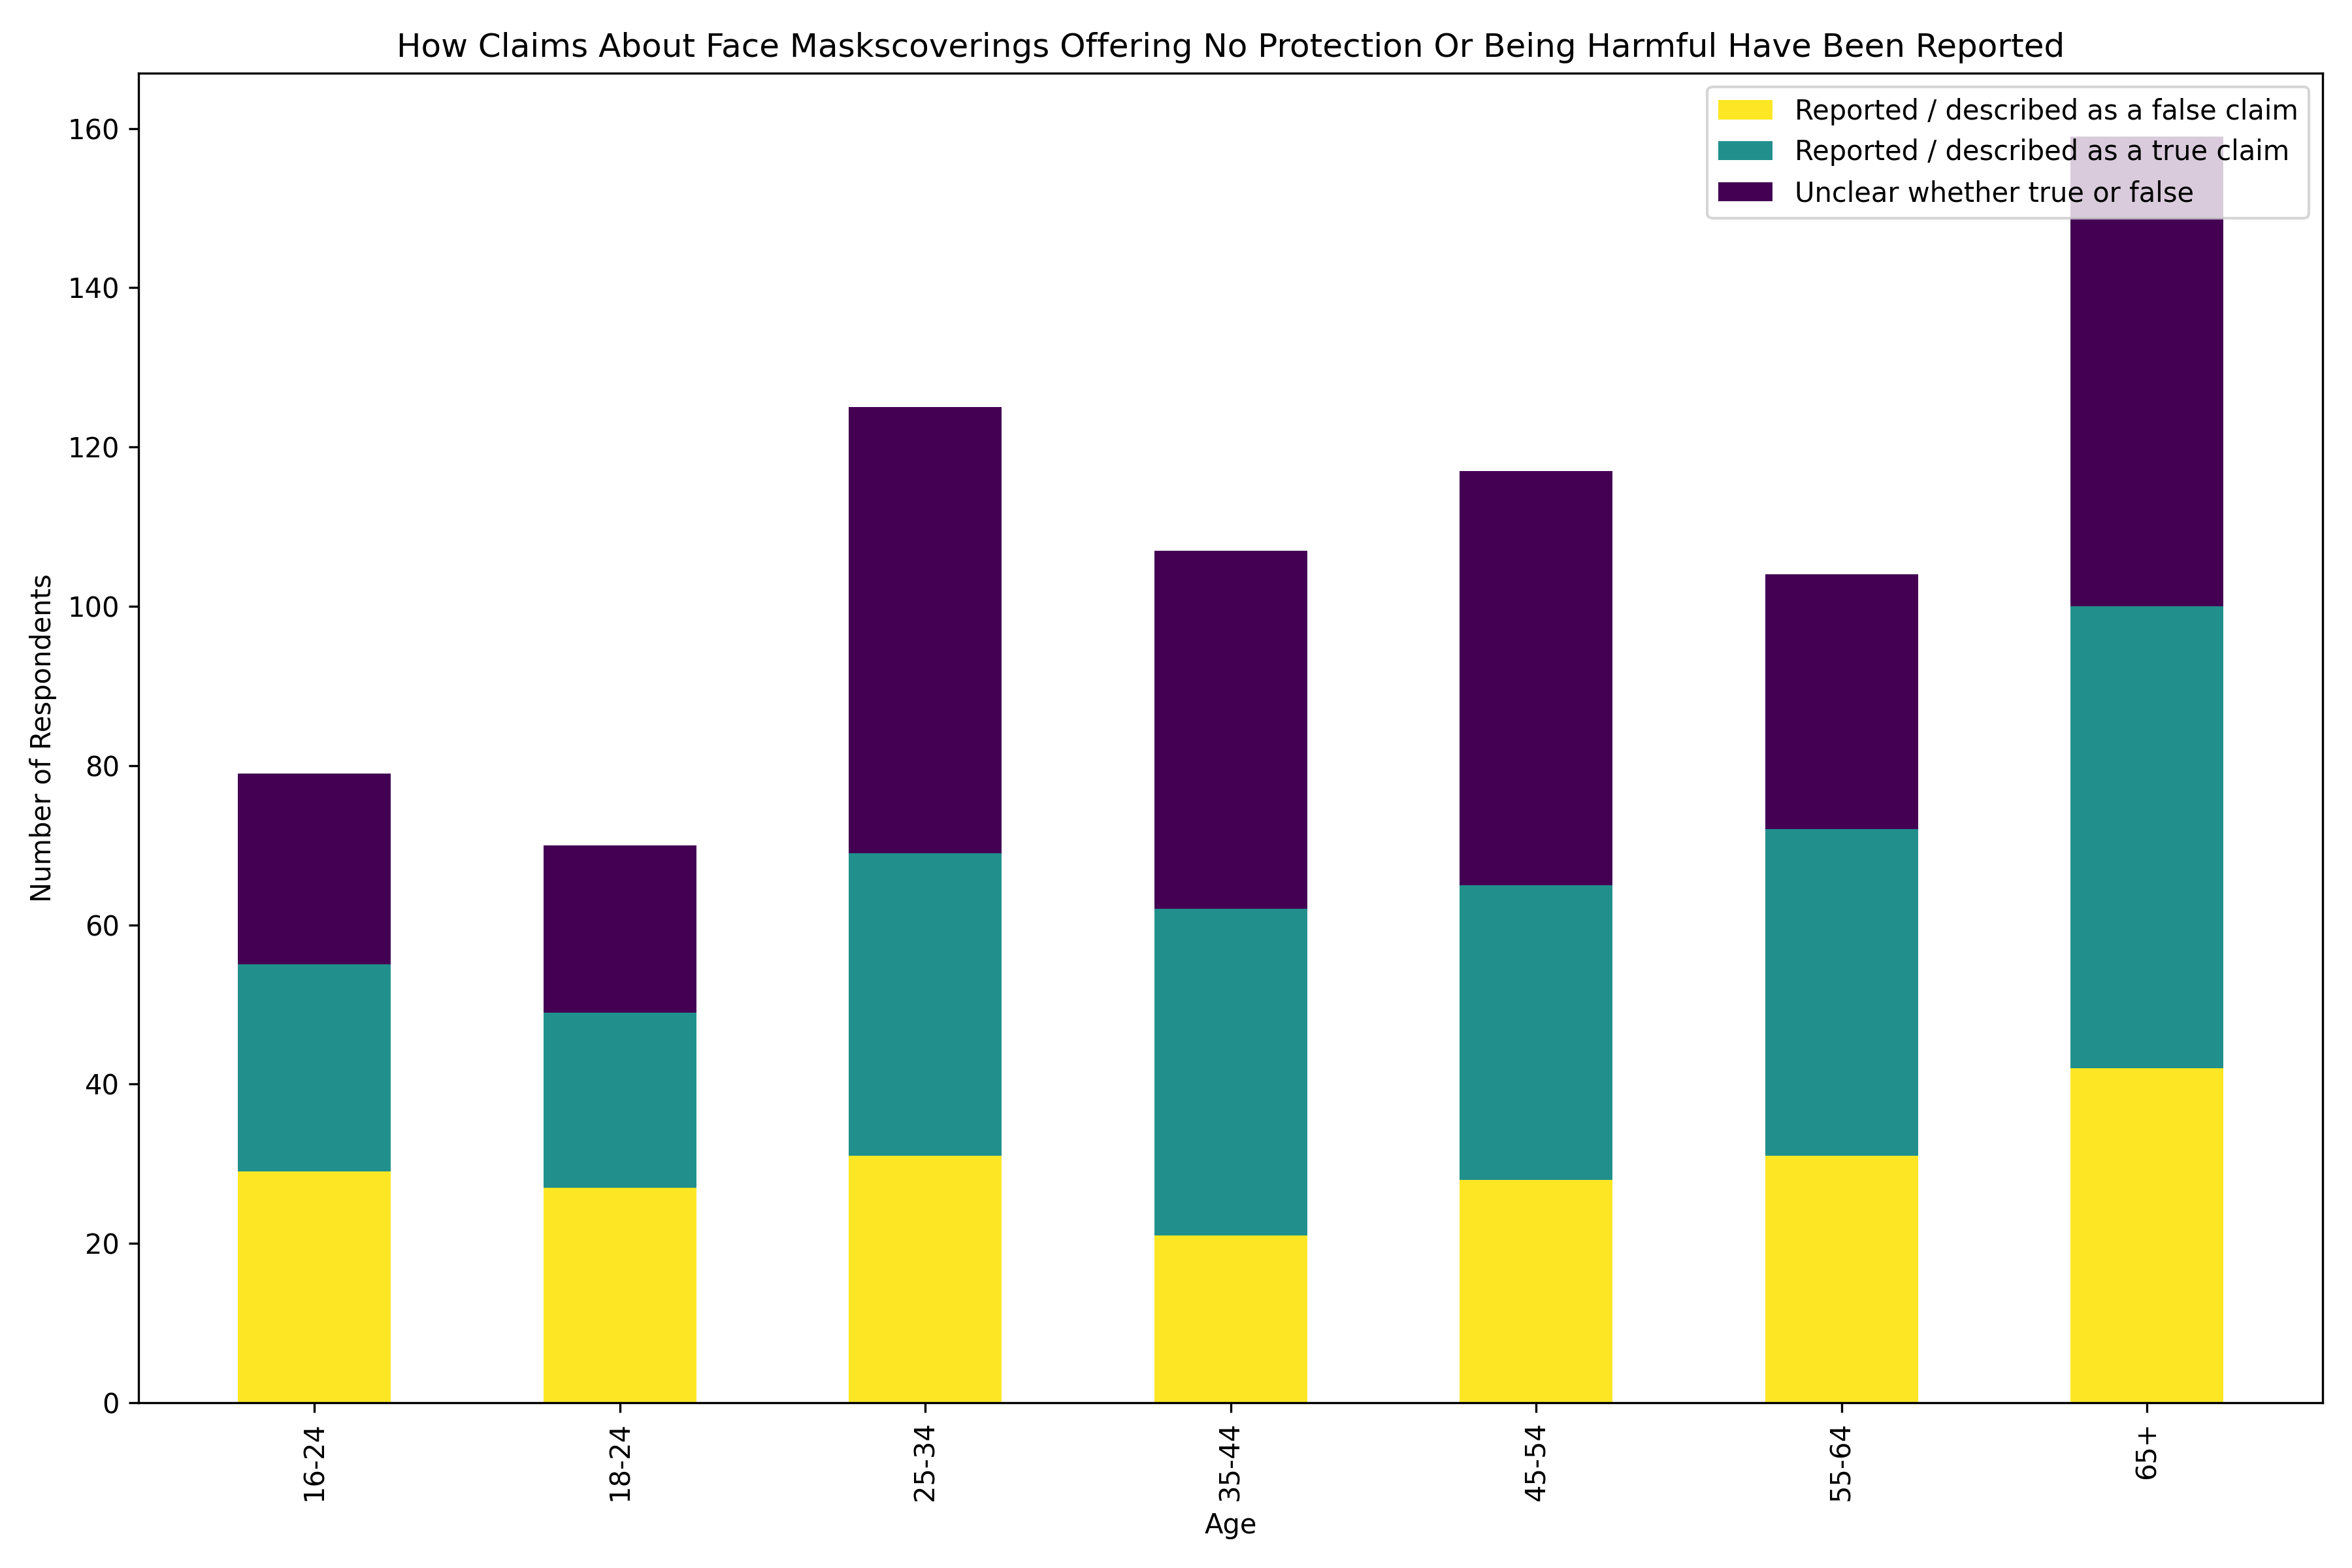 How Claims About Face Maskscoverings Offering No Protection Or Being Harmful Have Been Reported
Reported / described as a false claim
Reported / described as a true claim
Unclear whether true or false
160
140
120
100
80
60
40
20
0
Number of Respondents
16-24
18-24
25-34
35-44
45-54
55-64
65+
Age